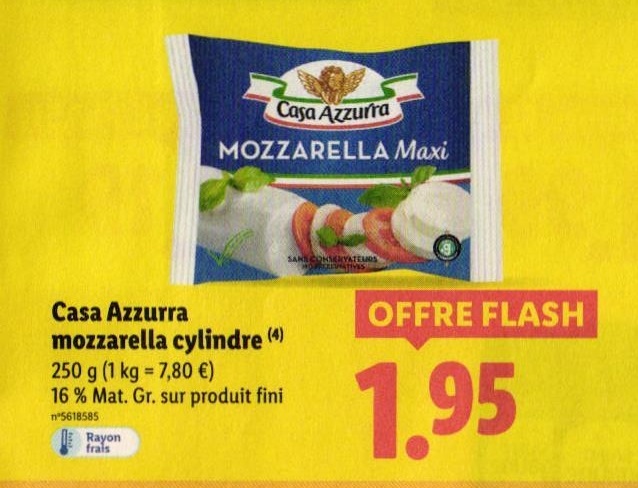 Casa Azzurra
MOZZARELLA Maxi
SANS CONSERVATEURS
Casa Azzurra
mozzarella cylindre (4)
250 g (1 kg = 7,80 €)
16 % Mat. Gr. sur produit fini
n°5618585
Rayon
frais
OFFRE FLASH
1.95